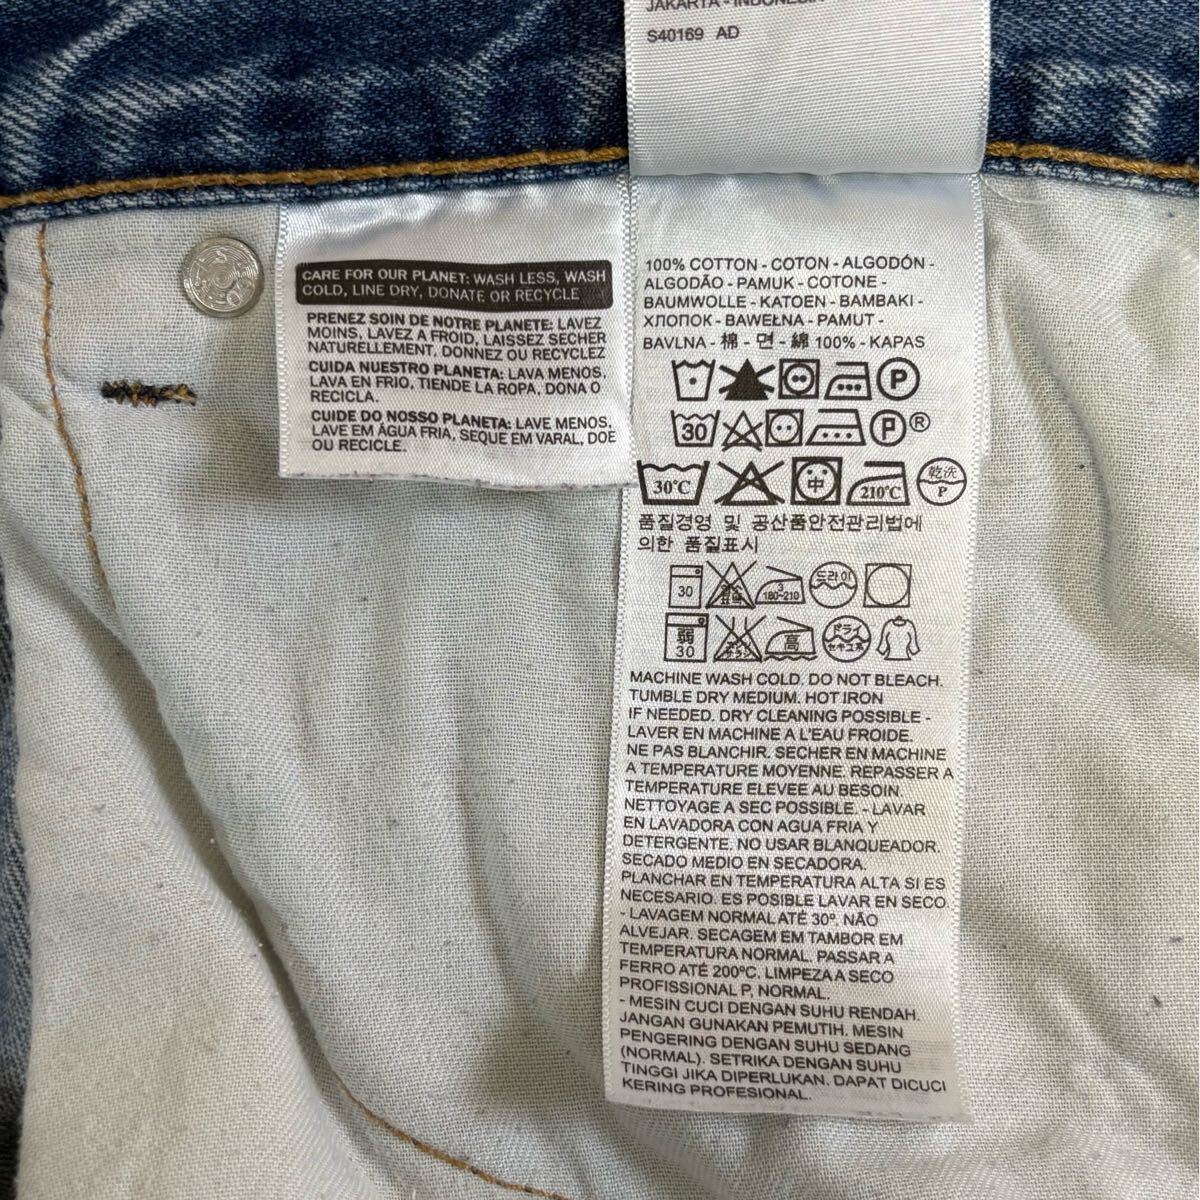 JAKARTA - INDONESIA
S40169 AD
CARE FOR OUR PLANET: WASH LESS, WASH
COLD, LINE DRY, DONATE OR RECYCLE
PRENEZ SOIN DE NOTRE PLANETE: LAVEZ
MOINS, LAVEZ A FROID, LAISSEZ SECHER
NATURELLEMENT, DONNEZ OU RECYCLEZ
CUIDA NUESTRO PLANETA: LAVA MENOS,
LAVA EN FRIO, TIENDE LA ROPA, DONA O
RECICLA.
CUIDE DO NOSSO PLANETA: LAVE MENOS,
LAVE EM ÁGUA FRIA, SEQUE EM VARAL, DOE
OU RECICLE.
100% COTTON - COTON - ALGODÓN -
ALGODÃO - PAMUK - COTONE -
BAUMWOLLE - KATOEN - BAMBAKI -
ХЛОПОК - BAWEŁNA - PAMUT -
BAVLNA - 棉 - 면 - 綿 100% - KAPAS
P
30 P ®
30℃ 中 210℃ 乾洗 P
품질경영 및 공산품안전관리법에
의한 품질표시
30 180~210 드라이
弱 30 高 ドライ セキユ系
MACHINE WASH COLD. DO NOT BLEACH.
TUMBLE DRY MEDIUM. HOT IRON
IF NEEDED. DRY CLEANING POSSIBLE -
LAVER EN MACHINE A L'EAU FROIDE.
NE PAS BLANCHIR. SECHER EN MACHINE
A TEMPERATURE MOYENNE. REPASSER A
TEMPERATURE ELEVEE AU BESOIN.
NETTOYAGE A SEC POSSIBLE. - LAVAR
EN LAVADORA CON AGUA FRIA Y
DETERGENTE. NO USAR BLANQUEADOR.
SECADO MEDIO EN SECADORA.
PLANCHAR EN TEMPERATURA ALTA SI ES
NECESARIO. ES POSIBLE LAVAR EN SECO.
- LAVAGEM NORMAL ATÉ 30º. NÃO
ALVEJAR. SECAGEM EM TAMBOR EM
TEMPERATURA NORMAL. PASSAR A
FERRO ATÉ 200ºC. LIMPEZA A SECO
PROFISSIONAL P, NORMAL.
- MESIN CUCI DENGAN SUHU RENDAH.
JANGAN GUNAKAN PEMUTIH. MESIN
PENGERING DENGAN SUHU SEDANG
(NORMAL). SETRIKA DENGAN SUHU
TINGGI JIKA DIPERLUKAN. DAPAT DICUCI
KERING PROFESIONAL.